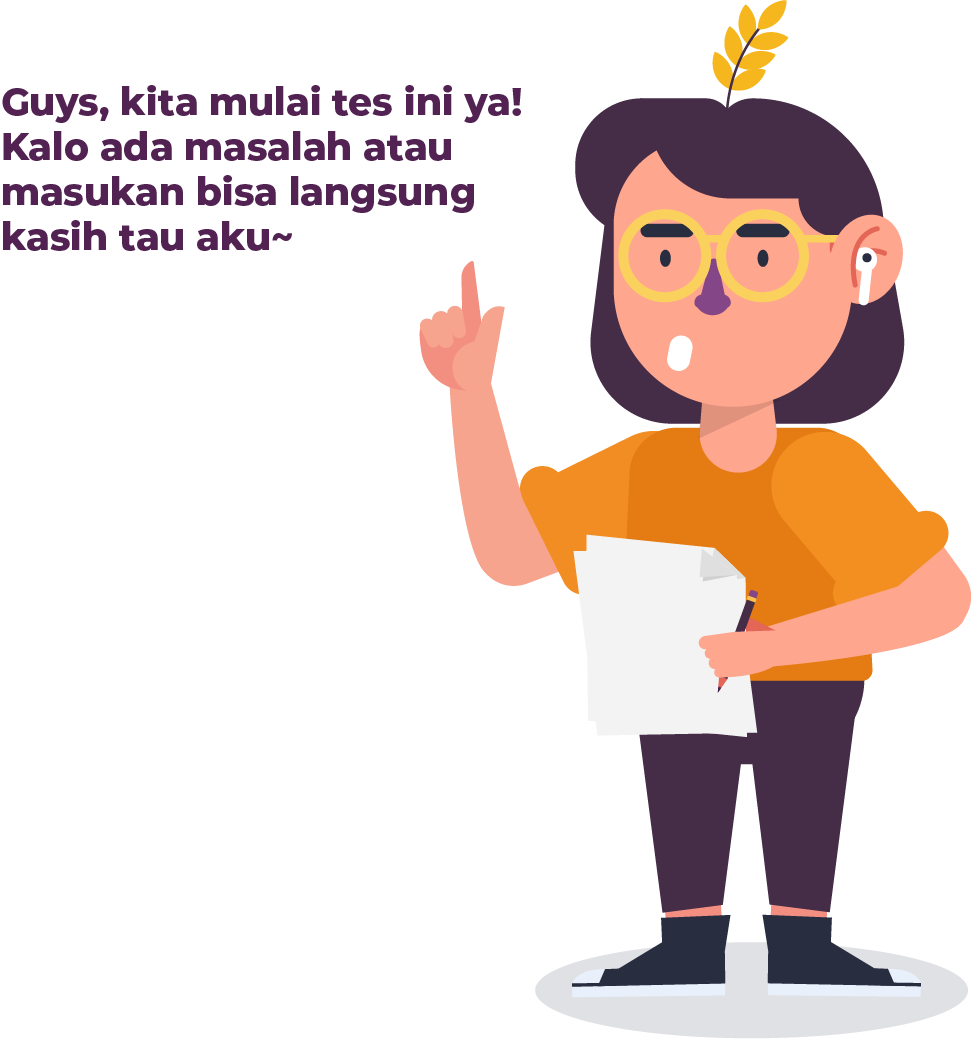 Guys, kita mulai tes ini ya!
Kalo ada masalah atau
masukan bisa langsung
kasih tau aku~